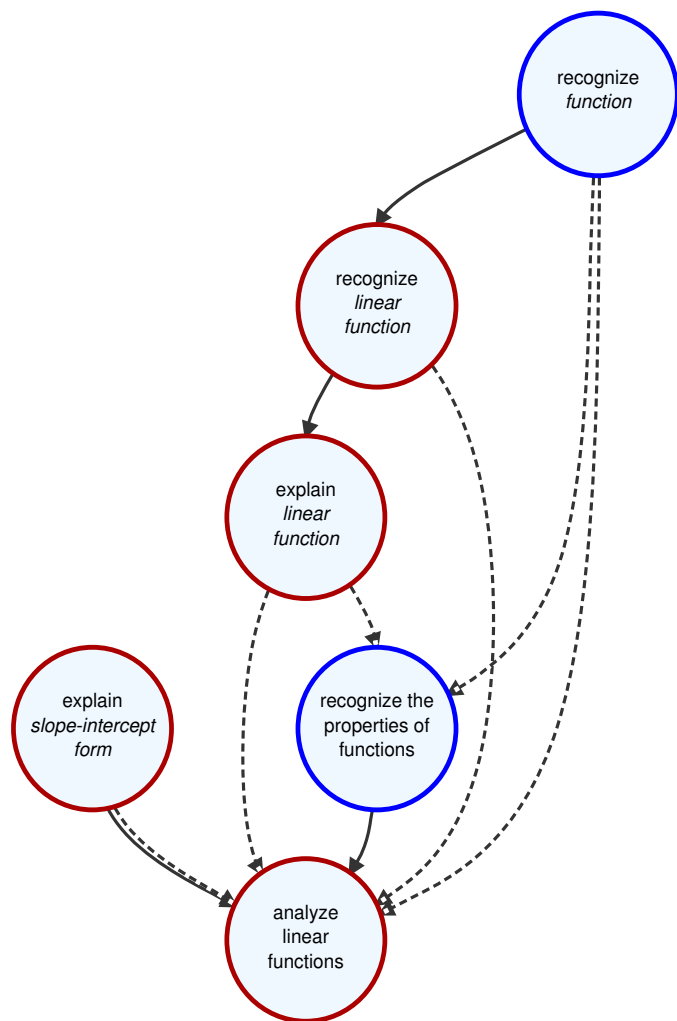 recognize
function
recognize
linear
function
explain
linear
function
explain
slope-intercept
form
recognize the
properties of
functions
analyze
linear
functions